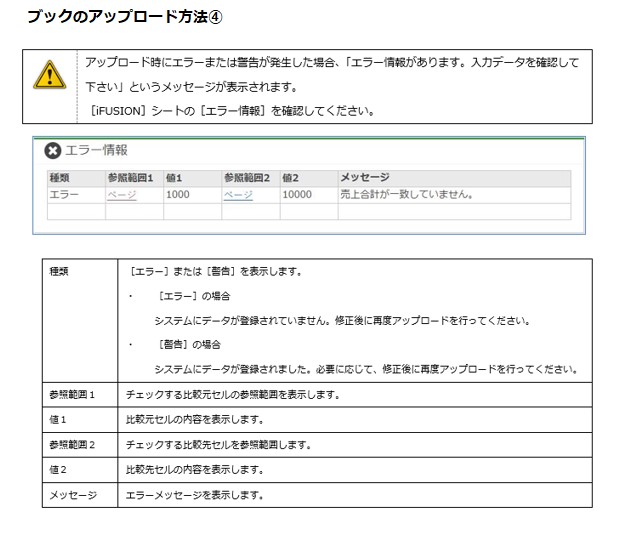 ブックのアップロード方法④
アップロード時にエラーまたは警告が発生した場合、「エラー情報があります。入力データを確認して
下さい」というメッセージが表示されます。
［iFUSION］シートの［エラー情報］を確認してください。
エラー情報
種類 参照範囲1 値1 参照範囲2 値2 メッセージ
エラー ページ 1000 ページ 10000 売上合計が一致していません。
種類 ［エラー］または［警告］を表示します。
・ ［エラー］の場合
システムにデータが登録されていません。修正後に再度アップロードを行ってください。
・ ［警告］の場合
システムにデータが登録されました。必要に応じて、修正後に再度アップロードを行ってください。
参照範囲１ チェックする比較元セルの参照範囲を表示します。
値１ 比較元セルの内容を表示します。
参照範囲２ チェックする比較先セルを参照範囲します。
値２ 比較先セルの内容を表示します。
メッセージ エラーメッセージを表示します。